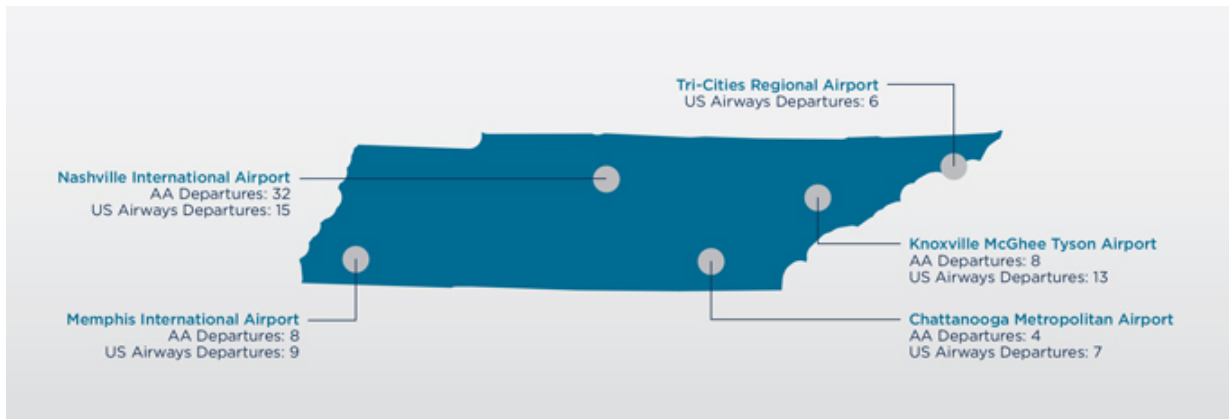 Tri-Cities Regional Airport
US Airways Departures: 6
Nashville International Airport
AA Departures: 32
US Airways Departures: 15
Knoxville McGhee Tyson Airport
AA Departures: 8
US Airways Departures: 13
Memphis International Airport
AA Departures: 8
US Airways Departures: 9
Chattanooga Metropolitan Airport
AA Departures: 4
US Airways Departures: 7